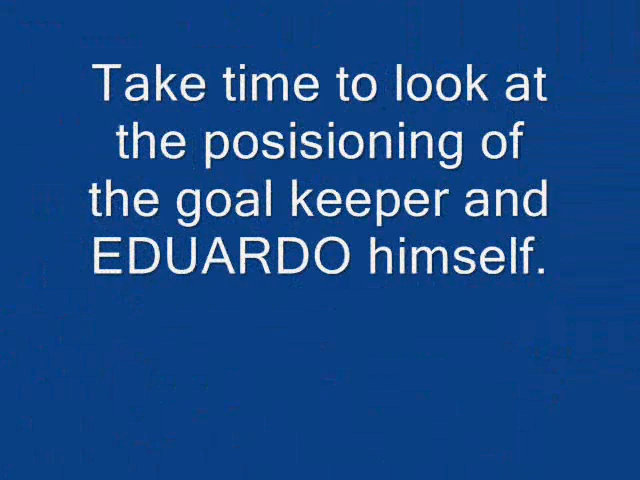 Take time to look at
the posisioning of
the goal keeper and
EDUARDO himself.